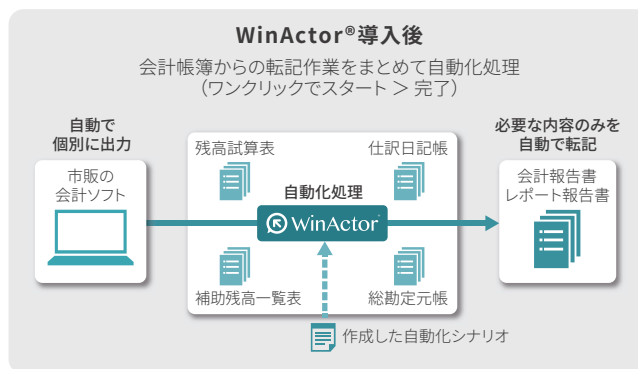 WinActor®導入後
会計帳簿からの転記作業をまとめて自動化処理
（ワンクリックでスタート ＞ 完了）
自動で
個別に出力
市販の
会計ソフト
残高試算表
仕訳日記帳
自動化処理
WinActor
補助残高一覧表
総勘定元帳
必要な内容のみを
自動で転記
会計報告書
レポート報告書
作成した自動化シナリオ